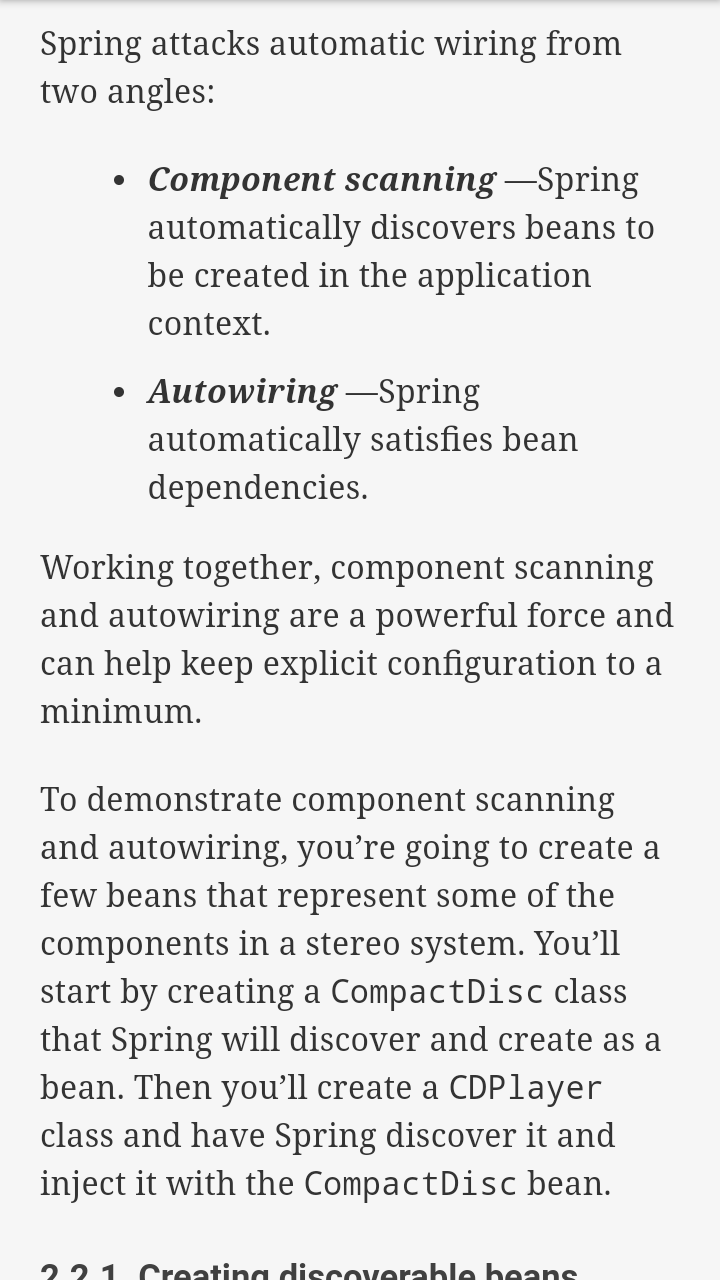 Spring attacks automatic wiring from
two angles:
• Component scanning —Spring
automatically discovers beans to
be created in the application
context.
• Autowiring —Spring
automatically satisfies bean
dependencies.
Working together, component scanning
and autowiring are a powerful force and
can help keep explicit configuration to a
minimum.
To demonstrate component scanning
and autowiring, you’re going to create a
few beans that represent some of the
components in a stereo system. You’ll
start by creating a CompactDisc class
that Spring will discover and create as a
bean. Then you’ll create a CDPlayer
class and have Spring discover it and
inject it with the CompactDisc bean.
2.2.1. Creating discoverable beans